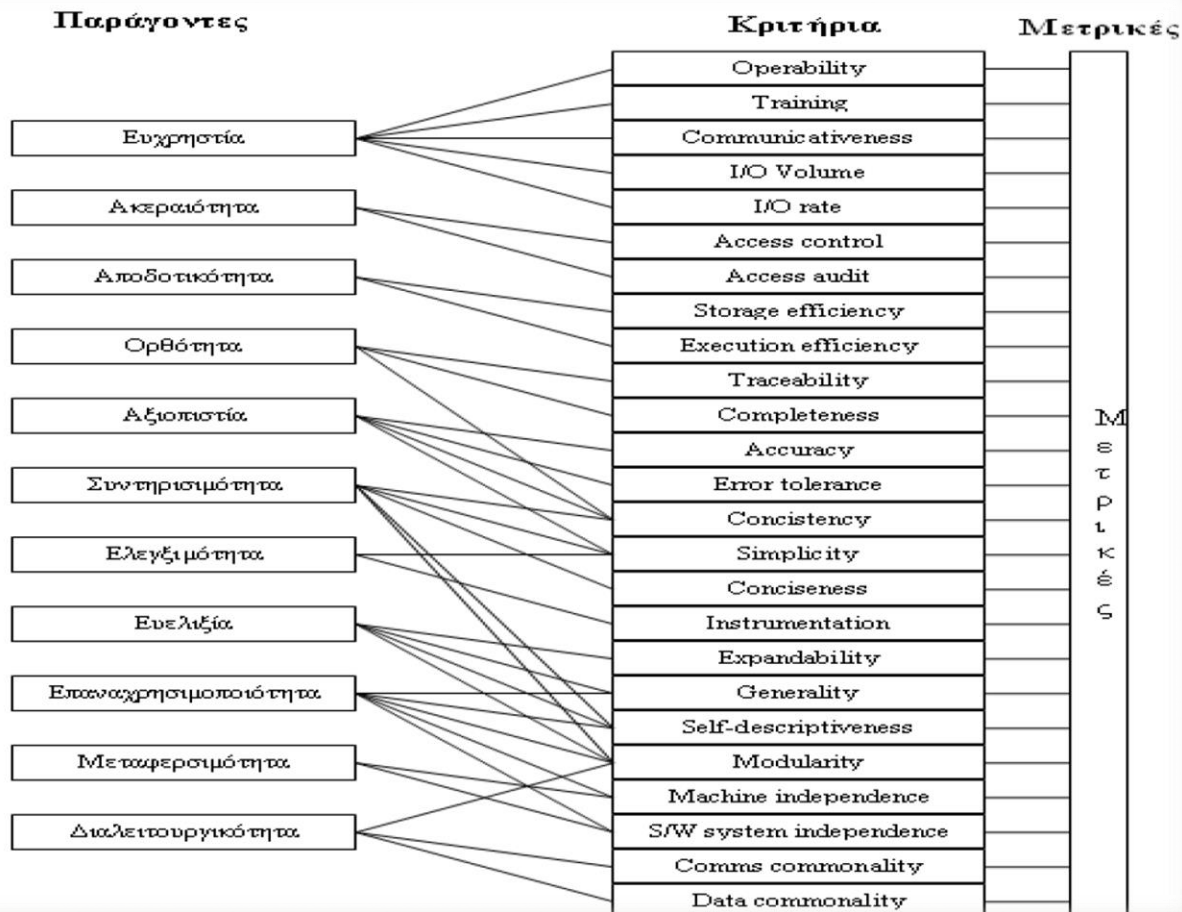 Παράγοντες
Κριτήρια
Μετρικές
Ευχρηστία
Ακεραιότητα
Αποδοτικότητα
Ορθότητα
Αξιοπιστία
Συντηρισιμότητα
Ελεγξιμότητα
Ευελιξία
Επαναχρησιμοποιότητα
Μεταφερσιμότητα
Διαλειτουργικότητα
Operability
Training
Communicativeness
I/O Volume
I/O rate
Access control
Access audit
Storage efficiency
Execution efficiency
Traceability
Completeness
Accuracy
Error tolerance
Concistency
Simplicity
Conciseness
Instrumentation
Expandability
Generality
Self-descriptiveness
Modularity
Machine independence
S/W system independence
Comms commonality
Data commonality
Μετρικές